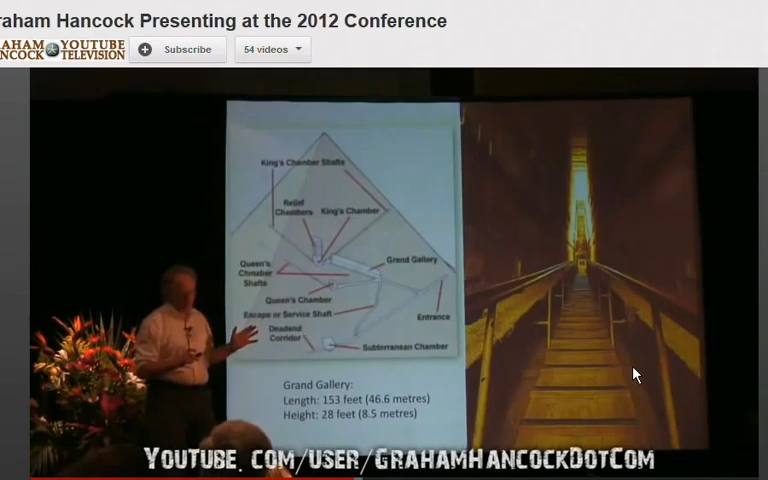 raham Hancock Presenting at the 2012 Conference
AHAM YOUTUBE
NCOCK TELEVISION
Subscribe
54 videos
King's Chamber Shafts
Relief Chambers
King's Chamber
Queen's Chmaber Shafts
Grand Gallery
Queen's Chamber
Escape or Service Shaft
Entrance
Deadend Corridor
Subterranean Chamber
Grand Gallery:
Length: 153 feet (46.6 metres)
Height: 28 feet (8.5 metres)
YOUTUBE.COM/USER/GRAHAMHANCOCKDOTCOM